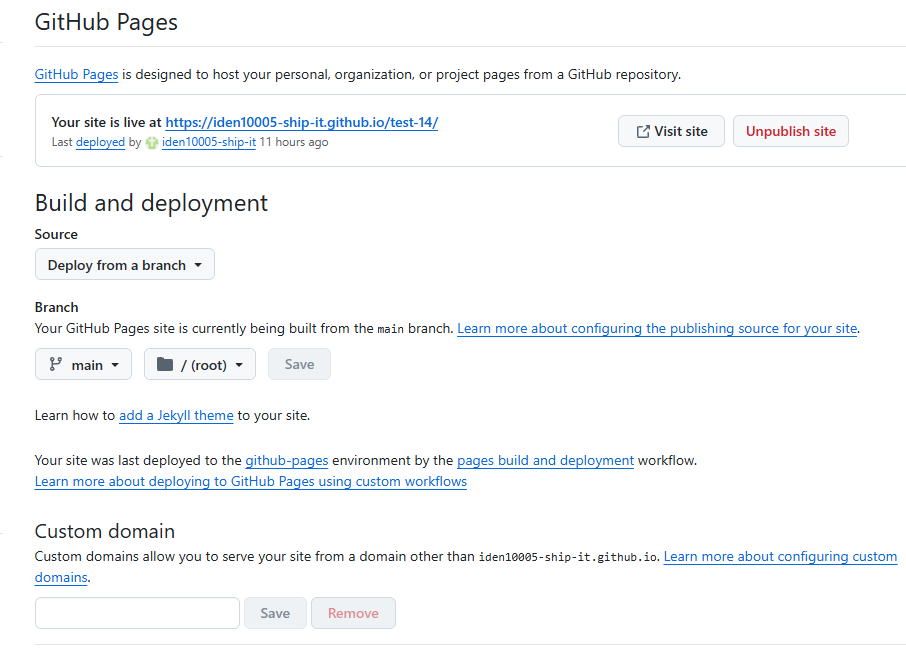 GitHub Pages
GitHub Pages is designed to host your personal, organization, or project pages from a GitHub repository.
Your site is live at https://iden10005-ship-it.github.io/test-14/
Last deployed by iden10005-ship-it 11 hours ago
Visit site
Unpublish site
Build and deployment
Source
Deploy from a branch
Branch
Your GitHub Pages site is currently being built from the main branch. Learn more about configuring the publishing source for your site.
main
/ (root)
Save
Learn how to add a Jekyll theme to your site.
Your site was last deployed to the github-pages environment by the pages build and deployment workflow.
Learn more about deploying to GitHub Pages using custom workflows
Custom domain
Custom domains allow you to serve your site from a domain other than iden10005-ship-it.github.io. Learn more about configuring custom
domains.
Save
Remove